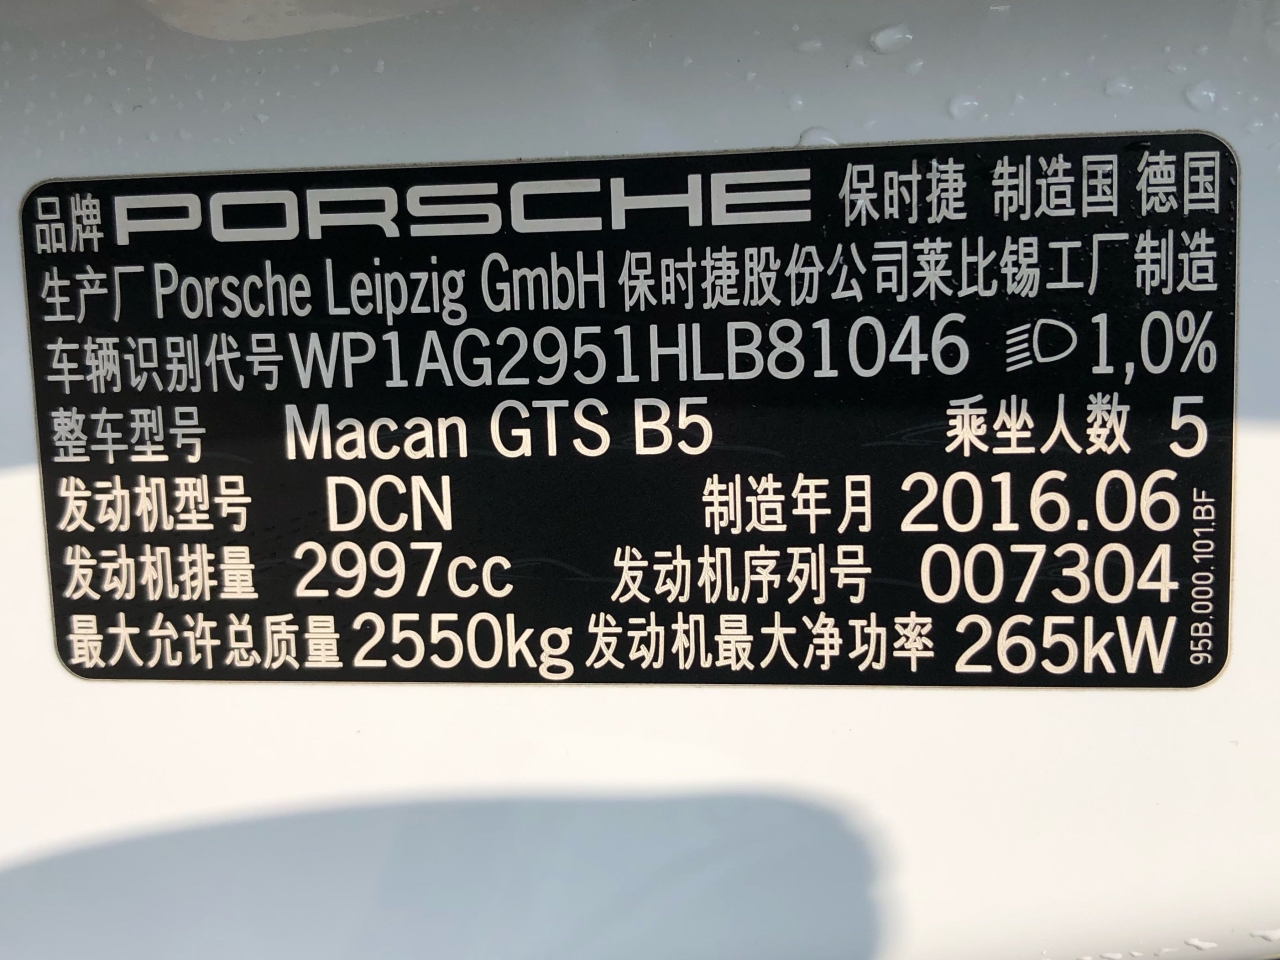 品牌 PORSCHE 保时捷 制造国 德国
生产厂 Porsche Leipzig GmbH 保时捷股份公司莱比锡工厂 制造
车辆识别代号 WP1AG2951HLB81046 1,0%
整车型号 Macan GTS B5 乘坐人数 5
发动机型号 DCN 制造年月 2016.06
发动机排量 2997cc 发动机序列号 007304
最大允许总质量 2550kg 发动机最大净功率 265kW
95B.000.101.BF